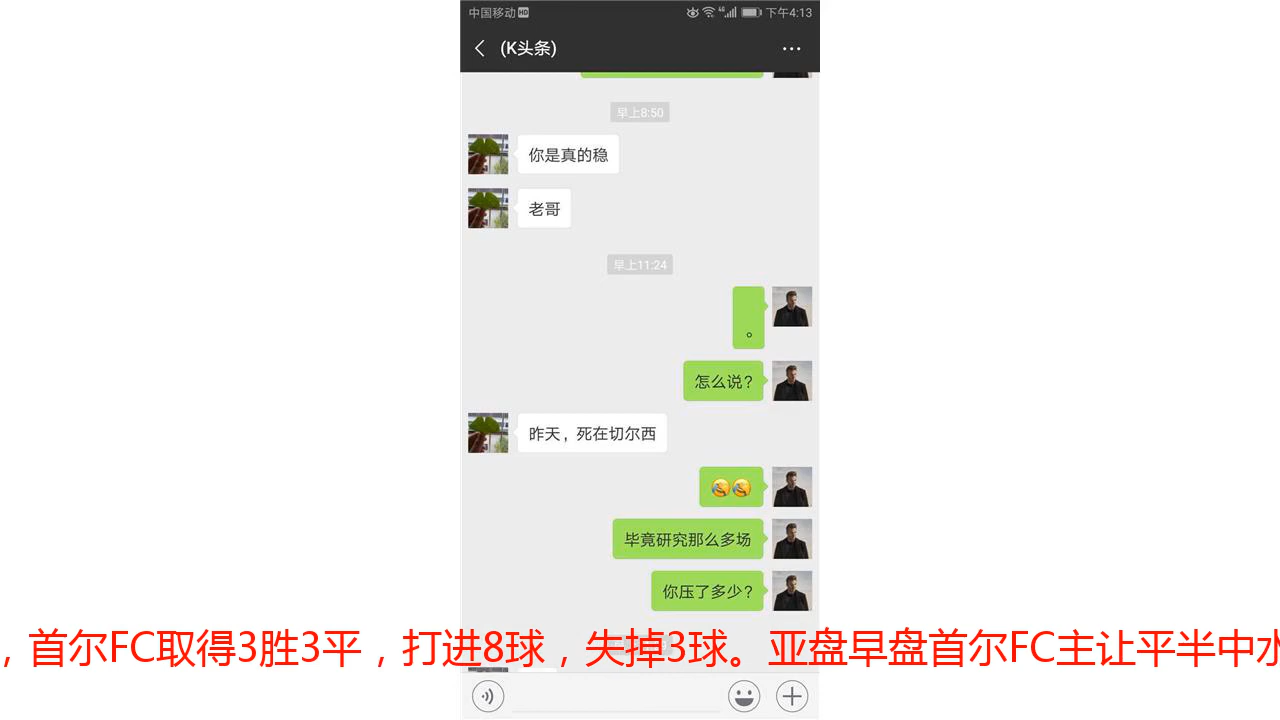 中国移动HD 4G 下午4:13
(K头条)
早上8:50
你是真的稳
老哥
早上11:24
。
怎么说?
昨天，死在切尔西
毕竟研究那么多场
你压了多少?
，首尔FC取得3胜3平，打进8球，失掉3球。亚盘早盘首尔FC主让平半中水